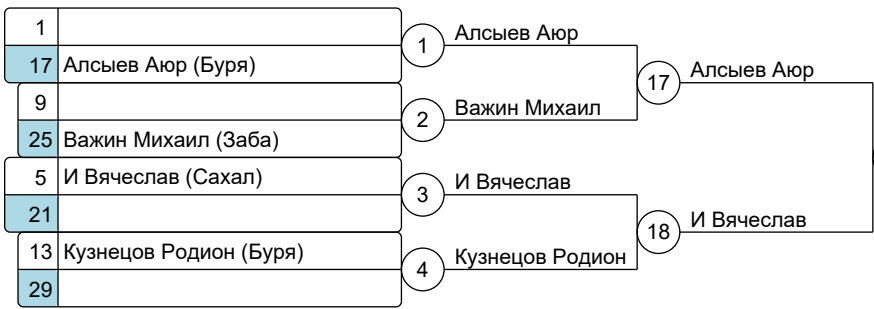 1
17 Алсыев Аюр (Буря)
9
25 Важин Михаил (Заба)
5 И Вячеслав (Сахал)
21
13 Кузнецов Родион (Буря)
29
1 Алсыев Аюр
2 Важин Михаил
3 И Вячеслав
4 Кузнецов Родион
17 Алсыев Аюр
18 И Вячеслав